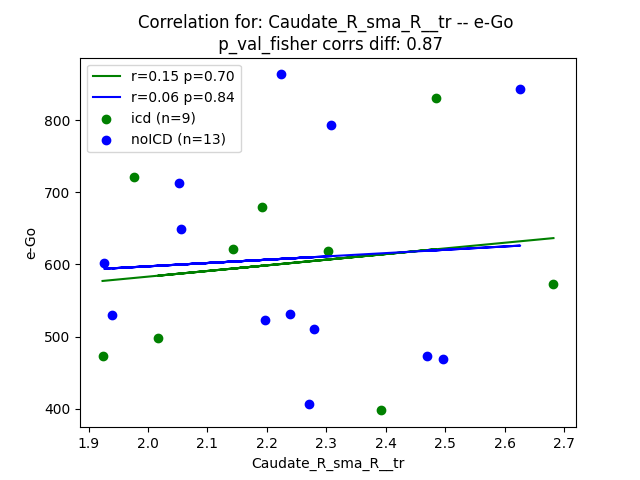 Correlation for: Caudate_R_sma_R__tr -- e-Go
p_val_fisher corrs diff: 0.87
r=0.15 p=0.70
r=0.06 p=0.84
icd (n=9)
noICD (n=13)
e-Go
800
700
600
500
400
1.9 2.0 2.1 2.2 2.3 2.4 2.5 2.6 2.7
Caudate_R_sma_R__tr